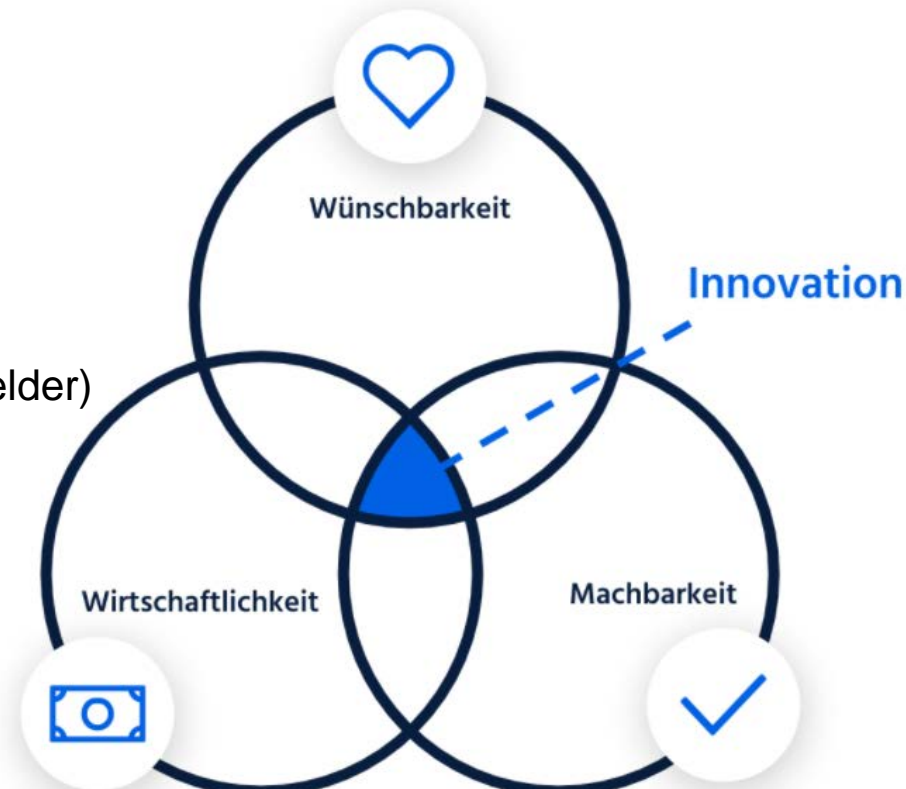 Wünschbarkeit
Innovation
elder)
Wirtschaftlichkeit
Machbarkeit